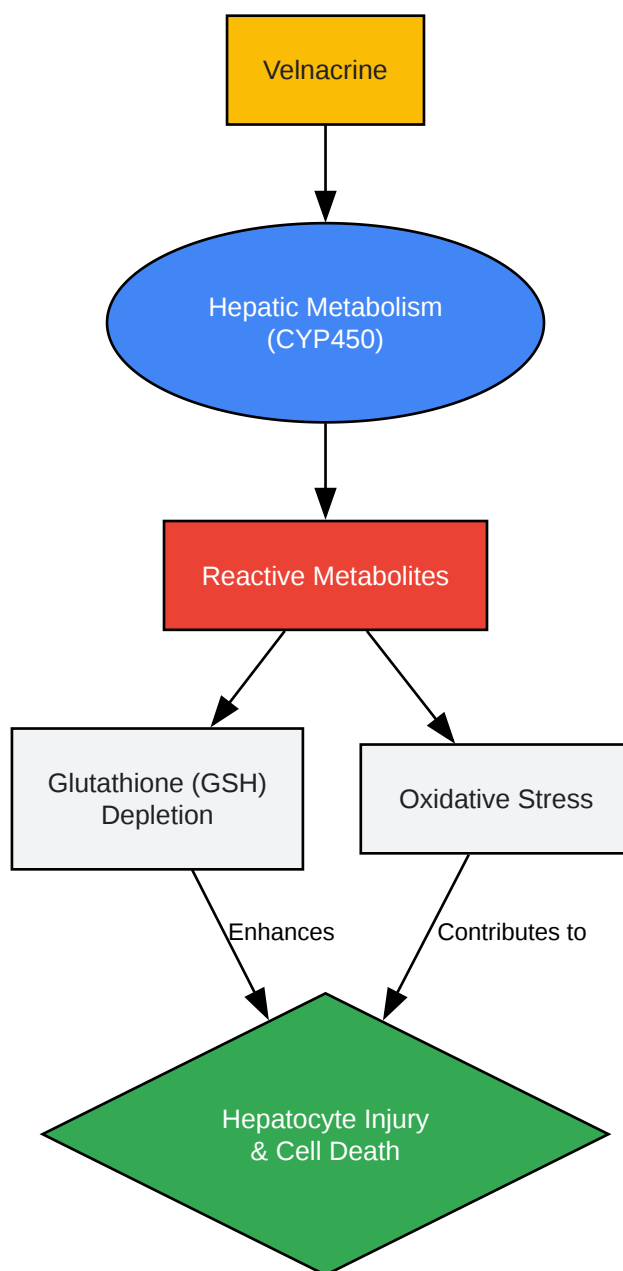 Velnacrine
Hepatic Metabolism
(CYP450)
Reactive Metabolites
Glutathione (GSH)
Depletion
Oxidative Stress
Enhances
Contributes to
Hepatocyte Injury
& Cell Death